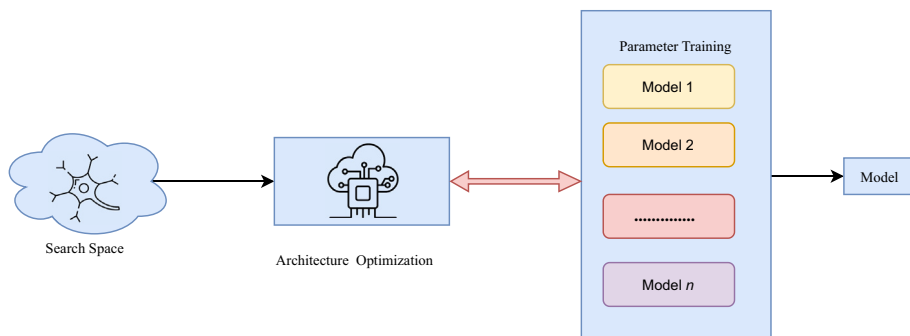 Parameter Training
Model 1
Model 2
..............
Model n
Model
Search Space
Architecture Optimization